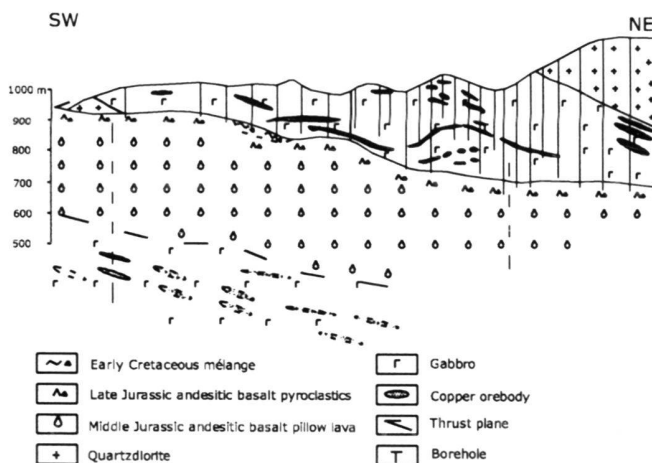 SW NE
1000 m
900
800
700
600
500
Early Cretaceous mélange
Late Jurassic andesitic basalt pyroclastics
Middle Jurassic andesitic basalt pillow lava
Quartzdiorite
Gabbro
Copper orebody
Thrust plane
Borehole